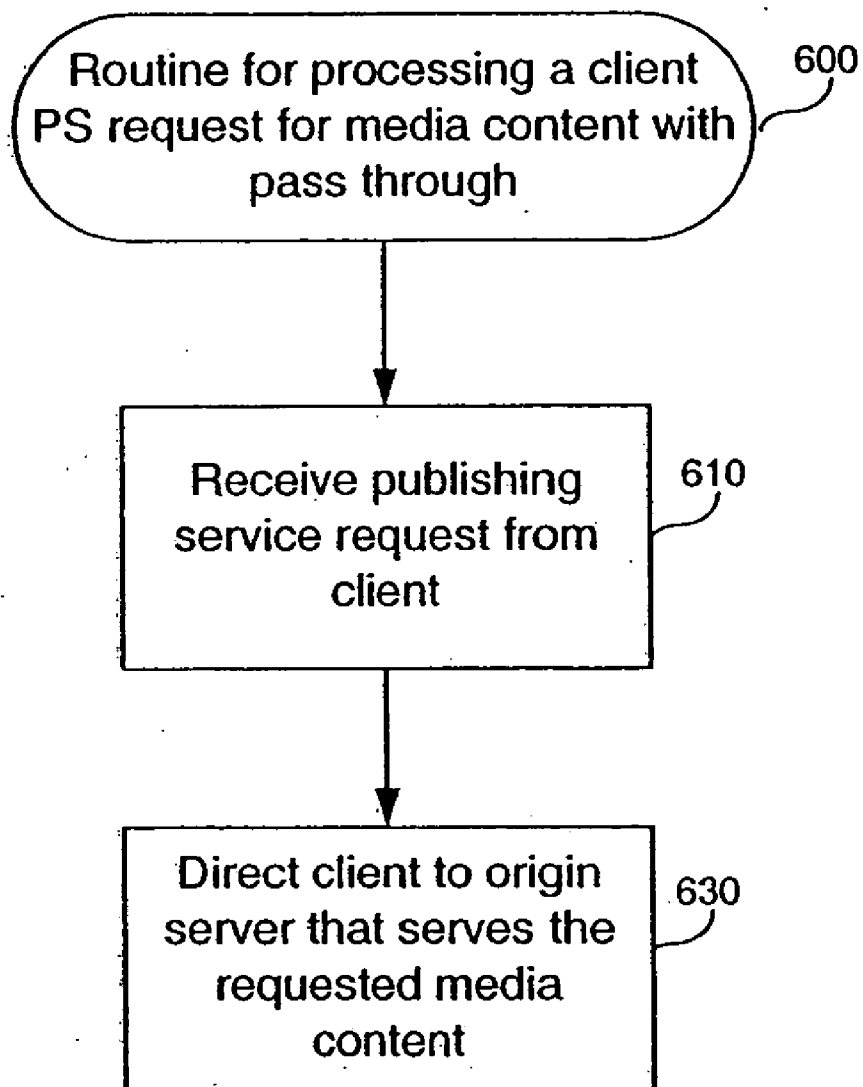 Routine for processing a client
PS request for media content with
pass through
600
Receive publishing
service request from
client
610
Direct client to origin
server that serves the
requested media
content
630